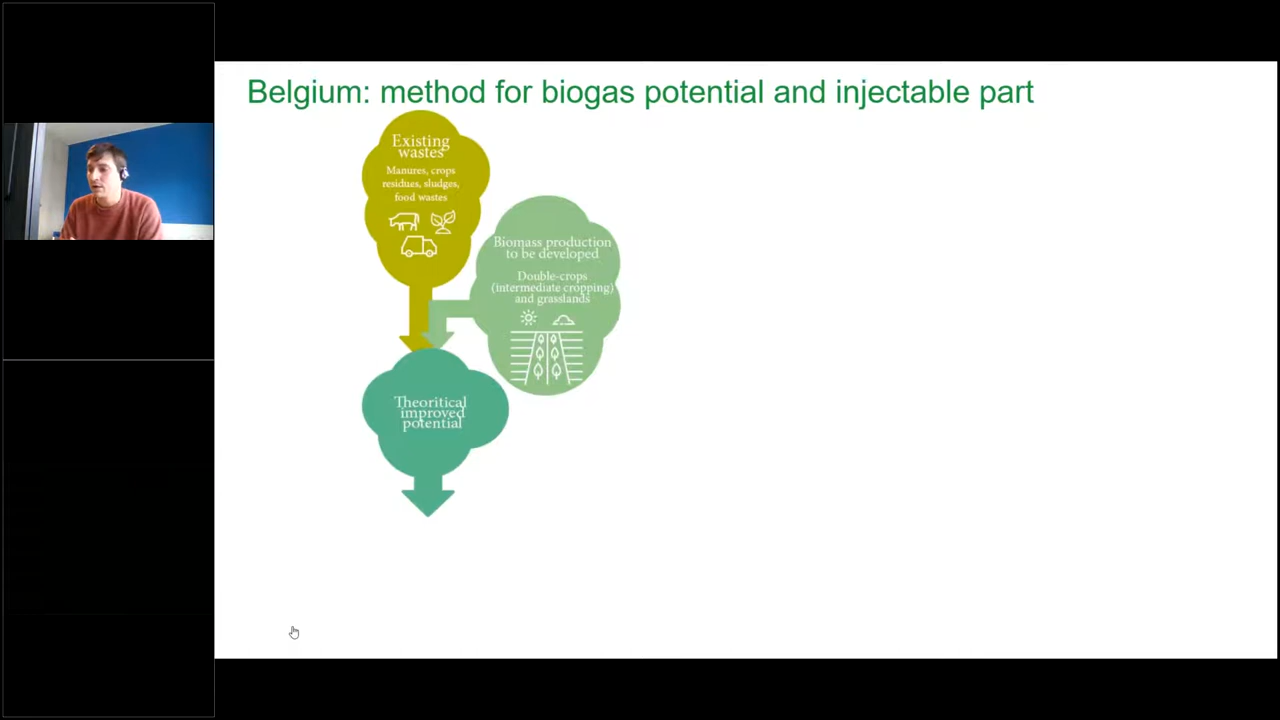 Belgium: method for biogas potential and injectable part
Existing
wastes
Manures, crops
residues, sludges,
food wastes
Biomass production
to be developed
Double-crops
(intermediate cropping)
and grasslands
Theoritical
improved
potential